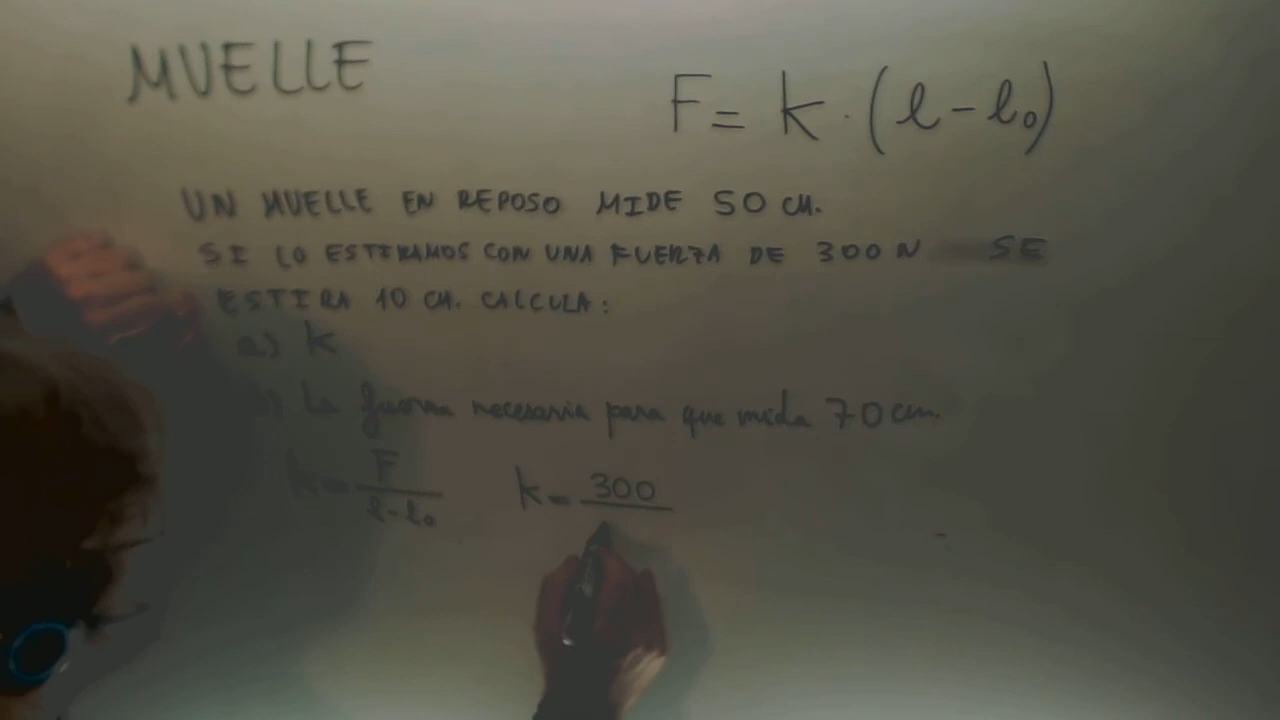 MUELLE
F = k · (l - l₀)
UN MUELLE EN REPOSO MIDE 50 CM.
SI LO ESTIRAMOS CON UNA FUERZA DE 300 N SE
ESTIRA 10 CM. CALCULA:
a) k
) La fuerza necesaria para que mida 70 cm.
k = F / l - l₀ k = 300